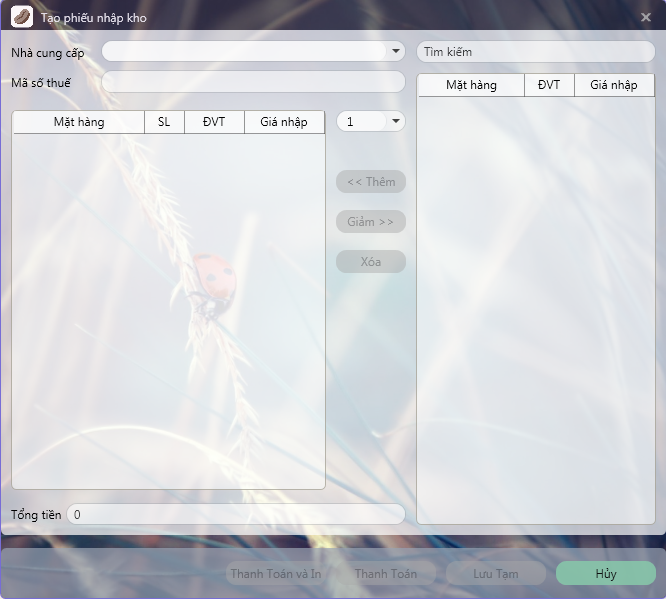 Tạo phiếu nhập kho
Nhà cung cấp
Mã số thuế
Mặt hàng SL ĐVT Giá nhập
1
<< Thêm
Giảm >>
Xóa
Tìm kiếm
Mặt hàng ĐVT Giá nhập
Tổng tiền 0
Thanh Toán và In Thanh Toán Lưu Tạm Hủy